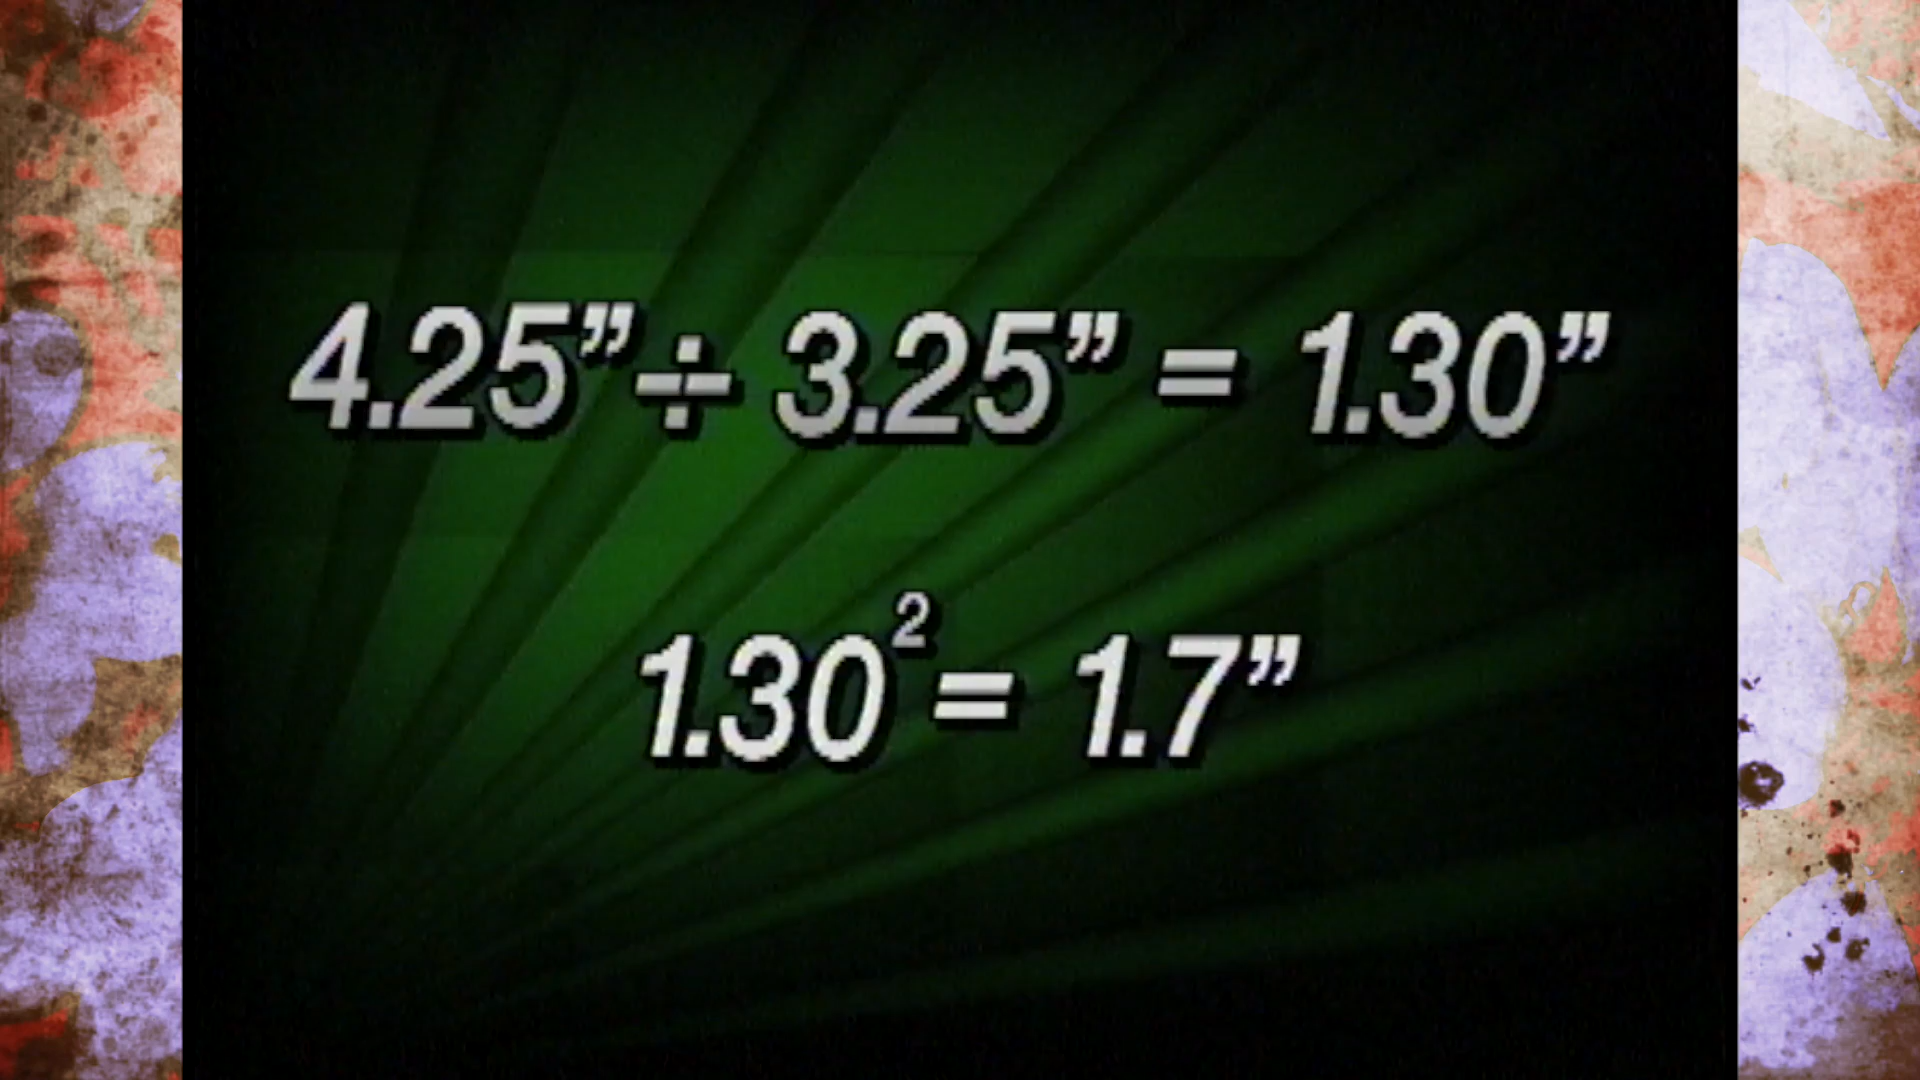 4.25” ÷ 3.25” = 1.30”
1.30² = 1.7”